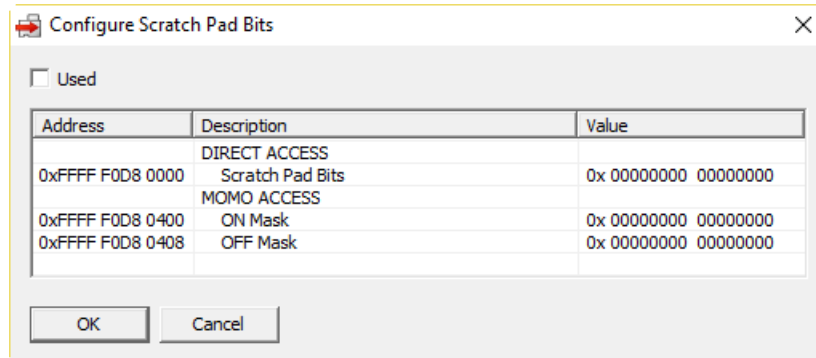 Configure Scratch Pad Bits
Used
Address Description Value
DIRECT ACCESS
0xFFFF F0D8 0000 Scratch Pad Bits 0x 00000000 00000000
MOMO ACCESS
0xFFFF F0D8 0400 ON Mask 0x 00000000 00000000
0xFFFF F0D8 0408 OFF Mask 0x 00000000 00000000
OK Cancel